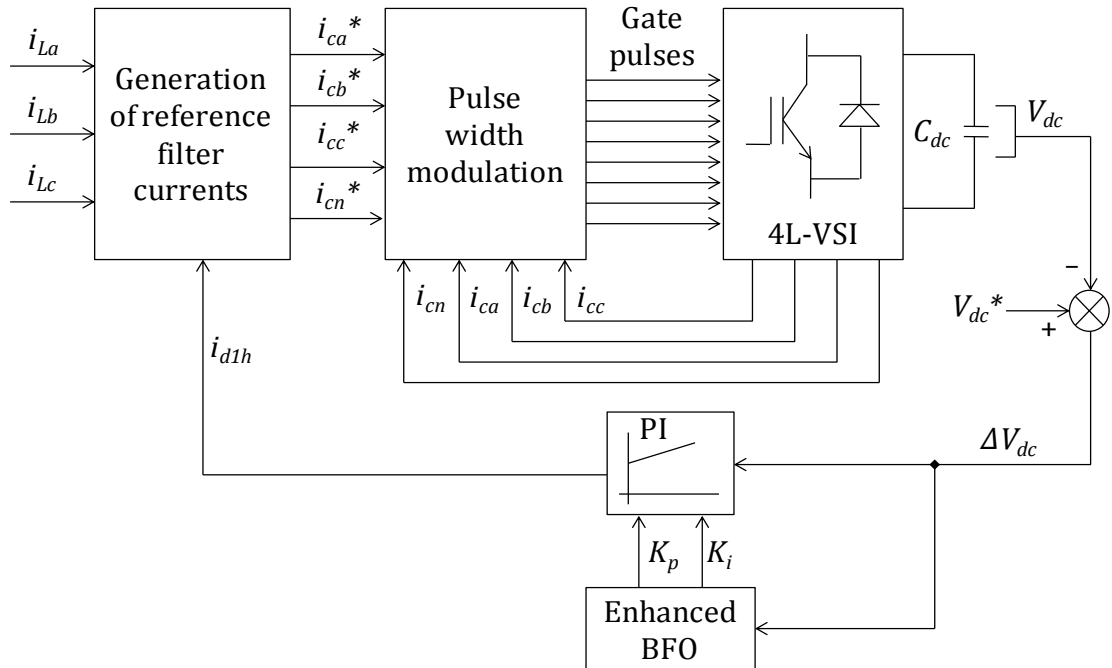 i_La
i_Lb
i_Lc
Generation
of reference
filter
currents
i_ca*
i_cb*
i_cc*
i_cn*
Pulse
width
modulation
Gate
pulses
4L-VSI
C_dc
V_dc
−
V_dc*
+
i_cn
i_ca
i_cb
i_cc
i_d1h
PI
ΔV_dc
K_p
K_i
Enhanced
BFO